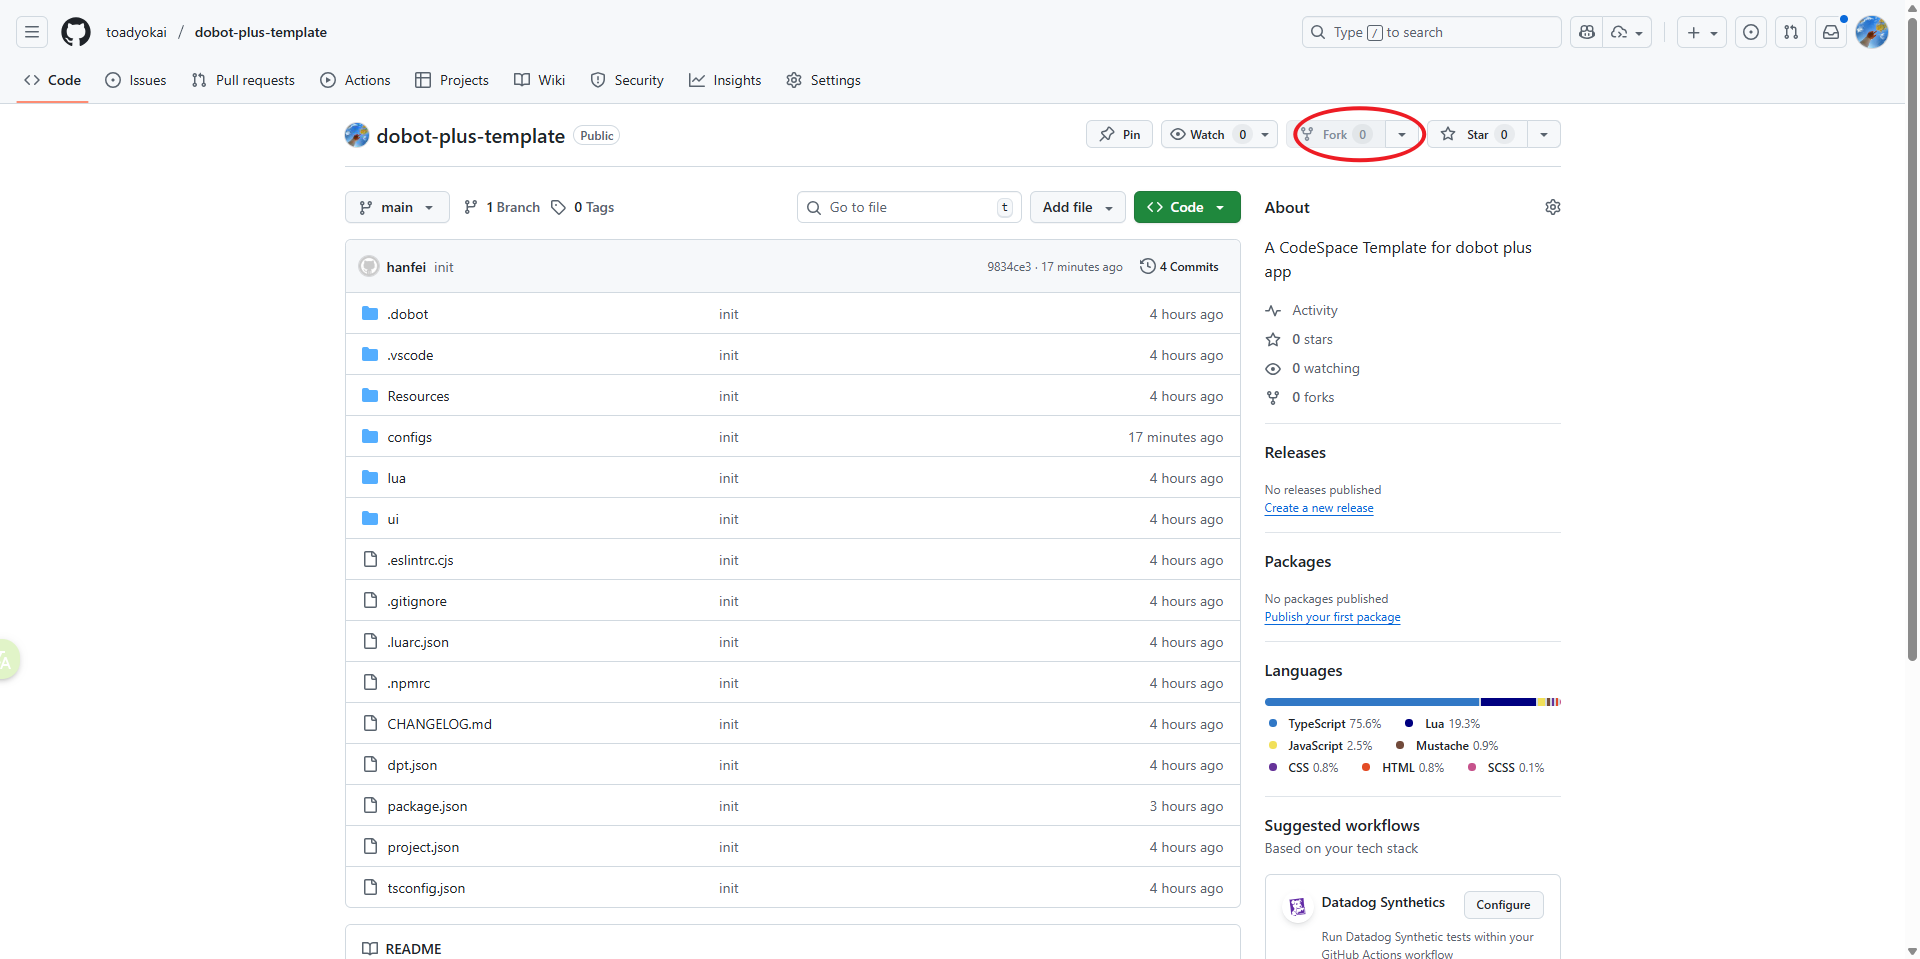 toadyokai / dobot-plus-template
Type / to search
Code Issues Pull requests Actions Projects Wiki Security Insights Settings
dobot-plus-template Public
Pin Watch 0 Fork 0 Star 0
main 1 Branch 0 Tags Go to file t Add file Code
hanfei init 9834ce3 · 17 minutes ago 4 Commits
.dobot init 4 hours ago
.vscode init 4 hours ago
Resources init 4 hours ago
configs init 17 minutes ago
lua init 4 hours ago
ui init 4 hours ago
.eslintrc.cjs init 4 hours ago
.gitignore init 4 hours ago
.luarc.json init 4 hours ago
.npmrc init 4 hours ago
CHANGELOG.md init 4 hours ago
dpt.json init 4 hours ago
package.json init 3 hours ago
project.json init 4 hours ago
tsconfig.json init 4 hours ago
README
About
A CodeSpace Template for dobot plus
app
Activity
0 stars
0 watching
0 forks
Releases
No releases published
Create a new release
Packages
No packages published
Publish your first package
Languages
TypeScript 75.6% Lua 19.3%
JavaScript 2.5% Mustache 0.9%
CSS 0.8% HTML 0.8% SCSS 0.1%
Suggested workflows
Based on your tech stack
Datadog Synthetics Configure
Run Datadog Synthetic tests within your
GitHub Actions workflow